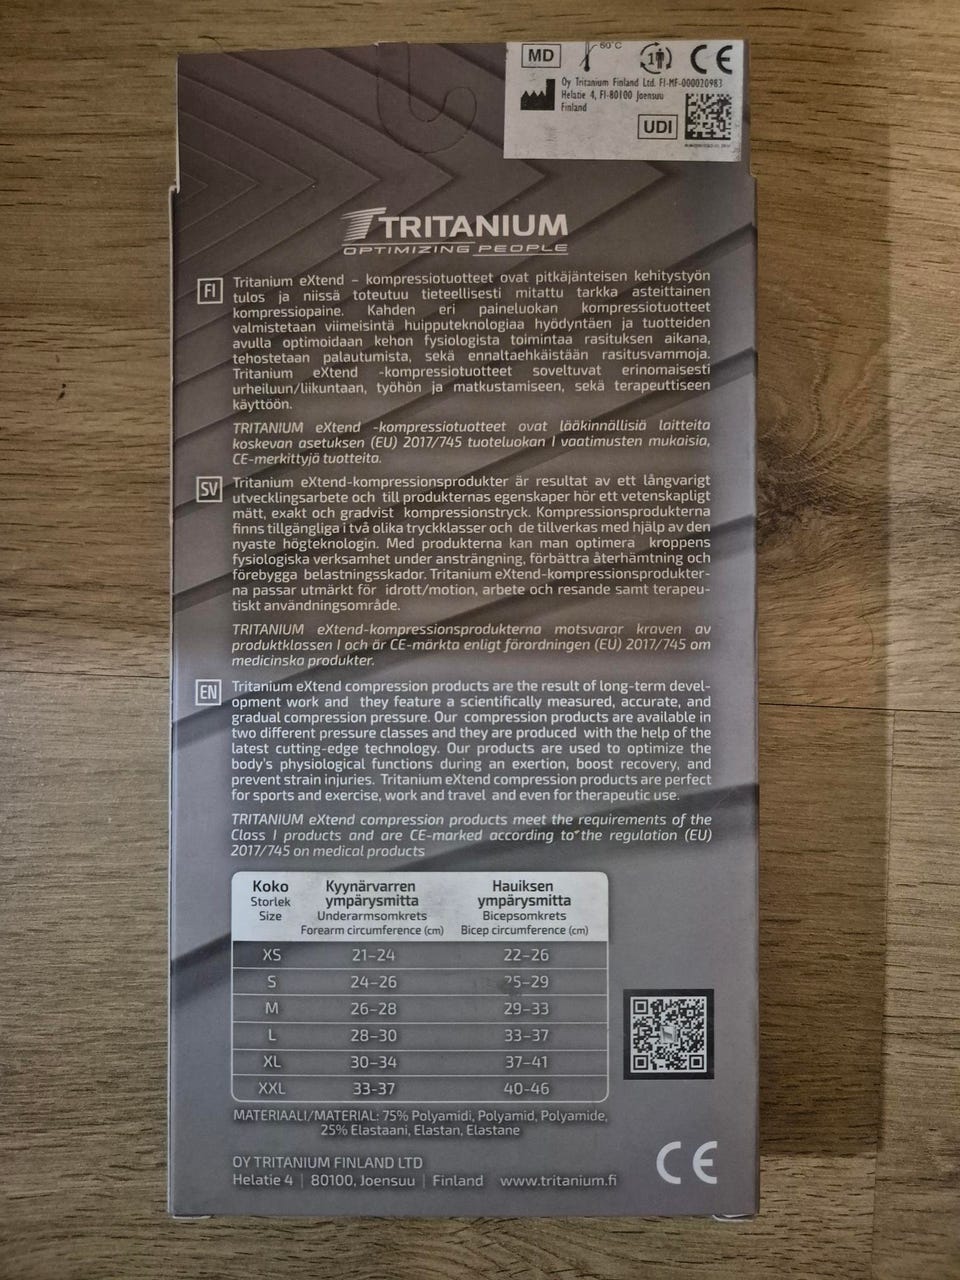 MD 60°C 1 CE
Oy Tritanium Finland Ltd. FI-MF-000020983
Helatie 4, FI-80100 Joensuu
Finland
UDI
TRITANIUM
OPTIMIZING PEOPLE
FI
Tritanium eXtend – kompressiotuotteet ovat pitkäjänteisen kehitystyön
tulos ja niissä toteutuu tieteellisesti mitattu tarkka asteittainen
kompressiopaine. Kahden eri paineluokan kompressiotuotteet
valmistetaan viimeisintä huipputeknologiaa hyödyntäen ja tuotteiden
avulla optimoidaan kehon fysiologista toimintaa rasituksen aikana,
tehostetaan palautumista, sekä ennaltaehkäistään rasitusvammoja.
Tritanium eXtend -kompressiotuotteet soveltuvat erinomaisesti
urheiluun/liikuntaan, työhön ja matkustamiseen, sekä terapeuttiseen
käyttöön.
TRITANIUM eXtend -kompressiotuotteet ovat lääkinnällisiä laitteita
koskevan asetuksen (EU) 2017/745 tuoteluokan I vaatimusten mukaisia,
CE-merkittyjä tuotteita.
SV
Tritanium eXtend-kompressionsprodukter är resultat av ett långvarigt
utvecklingsarbete och till produkternas egenskaper hör ett vetenskapligt
mätt, exakt och gradvist kompressionstryck. Kompressionsprodukterna
finns tillgängliga i två olika tryckklasser och de tillverkas med hjälp av den
nyaste högteknologin. Med produkterna kan man optimera kroppens
fysiologiska verksamhet under ansträngning, förbättra återhämtning och
förebygga belastningsskador. Tritanium eXtend-kompressionsprodukter-
na passar utmärkt för idrott/motion, arbete och resande samt terapeu-
tiskt användningsområde.
TRITANIUM eXtend-kompressionsprodukterna motsvarar kraven av
produktklassen I och är CE-märkta enligt förordningen (EU) 2017/745 om
medicinska produkter.
EN
Tritanium eXtend compression products are the result of long-term devel-
opment work and they feature a scientifically measured, accurate, and
gradual compression pressure. Our compression products are available in
two different pressure classes and they are produced with the help of the
latest cutting-edge technology. Our products are used to optimize the
body's physiological functions during an exertion, boost recovery, and
prevent strain injuries. Tritanium eXtend compression products are perfect
for sports and exercise, work and travel and even for therapeutic use.
TRITANIUM eXtend compression products meet the requirements of the
Class I products and are CE-marked according to the regulation (EU)
2017/745 on medical products
Koko Kyynärvarren Hauiksen
Storlek ympärysmitta ympärysmitta
Size Underarmsomkrets Bicepsomkrets
Forearm circumference (cm) Bicep circumference (cm)
XS 21–24 22–26
S 24–26 25–29
M 26–28 29–33
L 28–30 33–37
XL 30–34 37–41
XXL 33-37 40-46
MATERIAALI/MATERIAL: 75% Polyamidi, Polyamid, Polyamide,
25% Elastaani, Elastan, Elastane
OY TRITANIUM FINLAND LTD
Helatie 4 | 80100, Joensuu | Finland www.tritanium.fi
CE